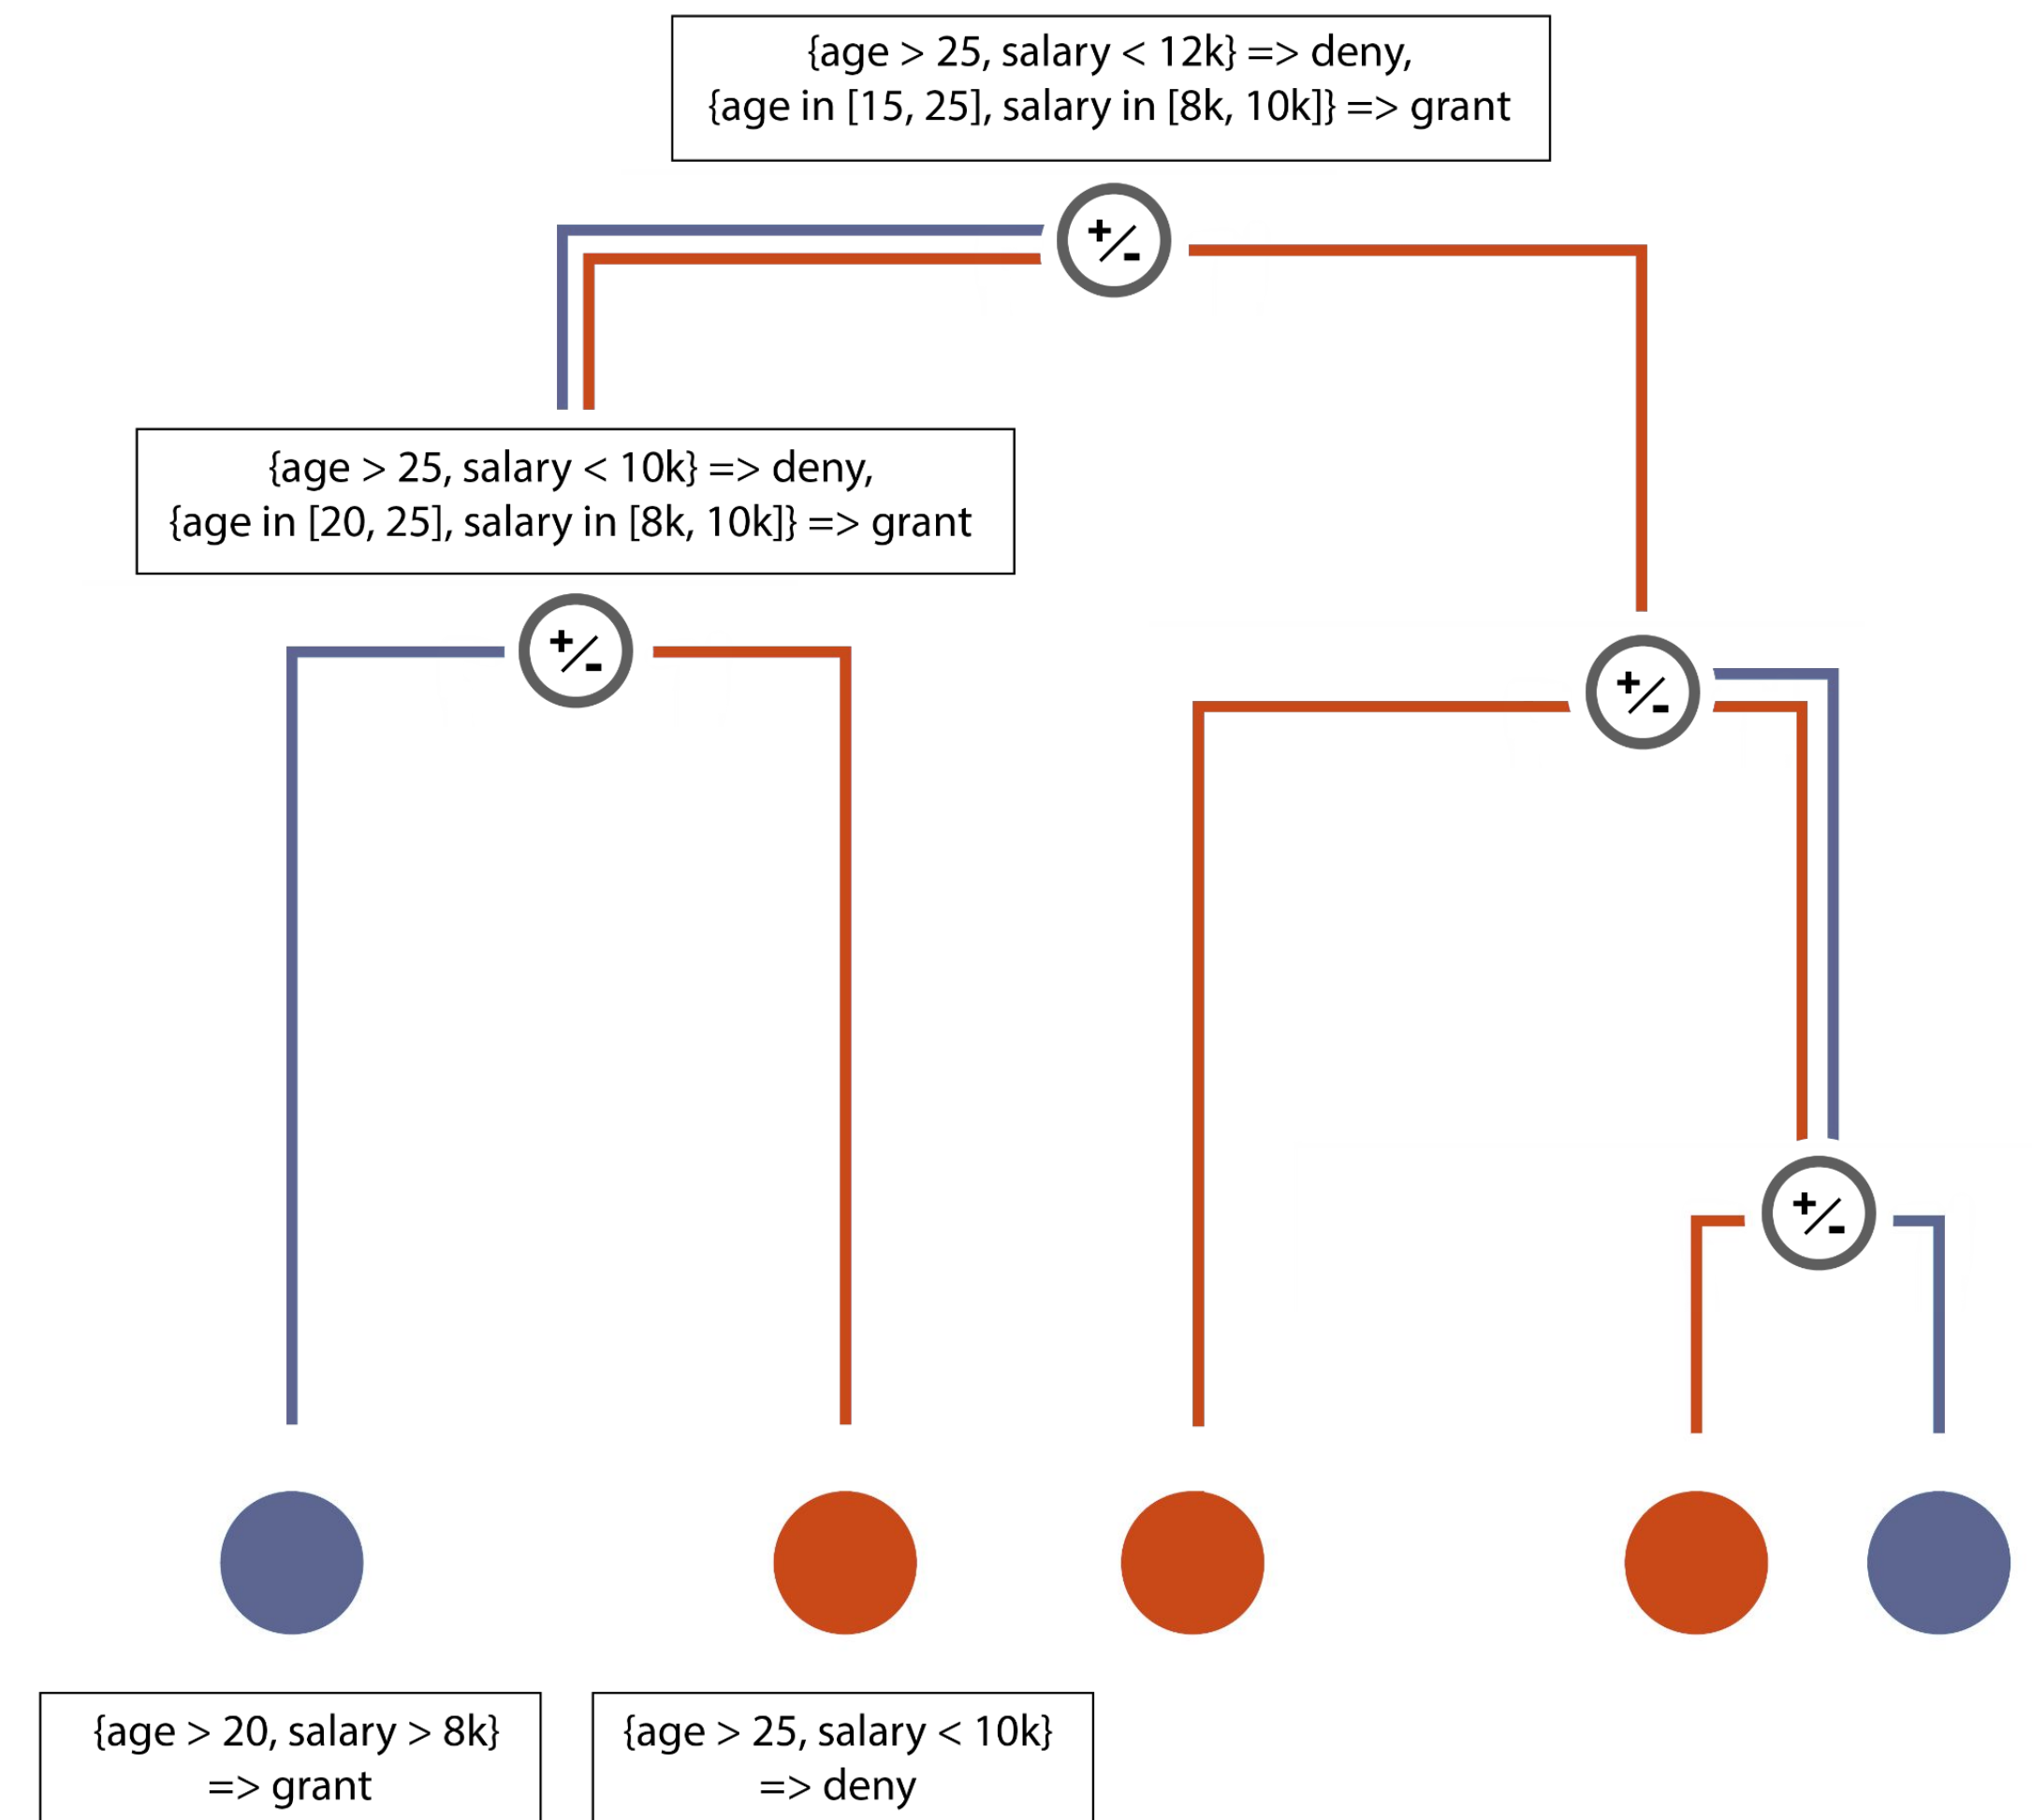 {age > 25, salary < 12k} => deny,
{age in [15, 25], salary in [8k, 10k]} => grant
+/-
{age > 25, salary < 10k} => deny,
{age in [20, 25], salary in [8k, 10k]} => grant
+/-
+/-
+/-
{age > 20, salary > 8k}
=> grant
{age > 25, salary < 10k}
=> deny